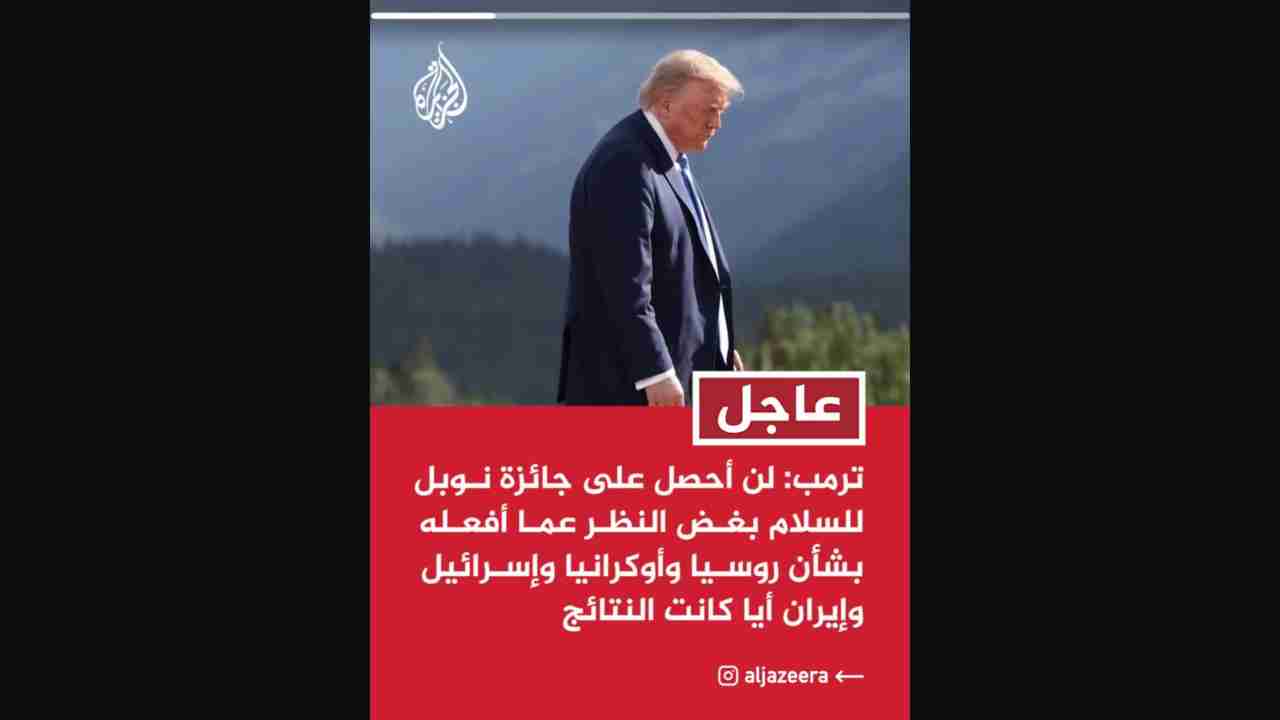 الجزيرة
عاجل
ترمب: لن أحصل على جائزة نوبل
للسلام بغض النظر عما أفعله
بشأن روسيا وأوكرانيا وإسرائيل
وإيران أيا كانت النتائج
aljazeera